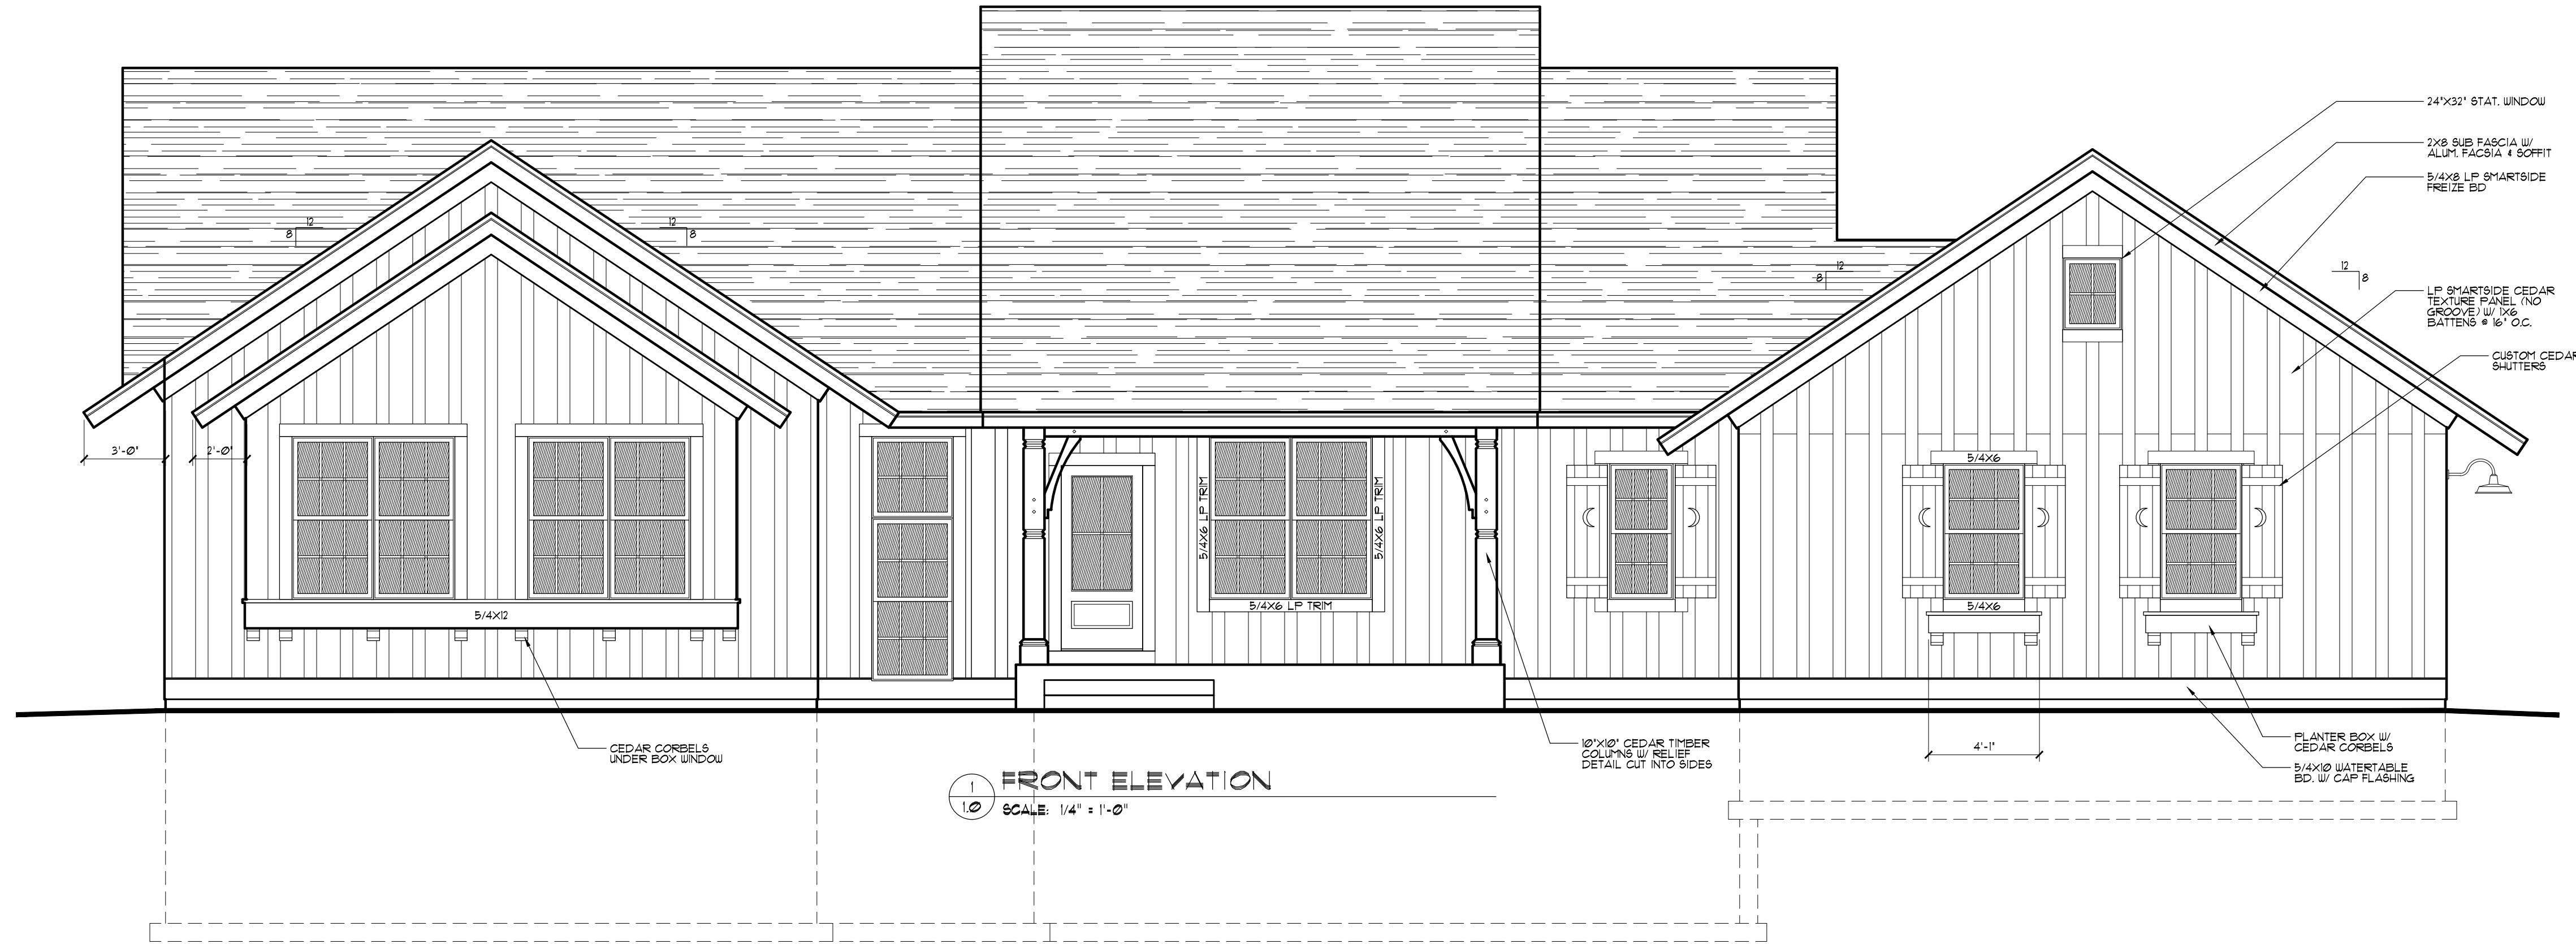 24"X32" STAT. WINDOW
2X8 SUB FASCIA W/
ALUM. FACSIA & SOFFIT
5/4X8 LP SMARTSIDE
FREIZE BD
12
8
12
8
12
8
12
8
LP SMARTSIDE CEDAR
TEXTURE PANEL (NO
GROOVE) W/ 1X6
BATTENS @ 16" O.C.
CUSTOM CEDAR
SHUTTERS
3'-0"
2'-0"
5/4X6
5/4X6 LP TRIM
5/4X6 LP TRIM
5/4X6 LP TRIM
5/4X6
5/4X12
CEDAR CORBELS
UNDER BOX WINDOW
10"X10" CEDAR TIMBER
COLUMNS W/ RELIEF
DETAIL CUT INTO SIDES
4'-1"
PLANTER BOX W/
CEDAR CORBELS
5/4X10 WATERTABLE
BD. W/ CAP FLASHING
1
1.0
FRONT ELEVATION
SCALE: 1/4" = 1'-0"